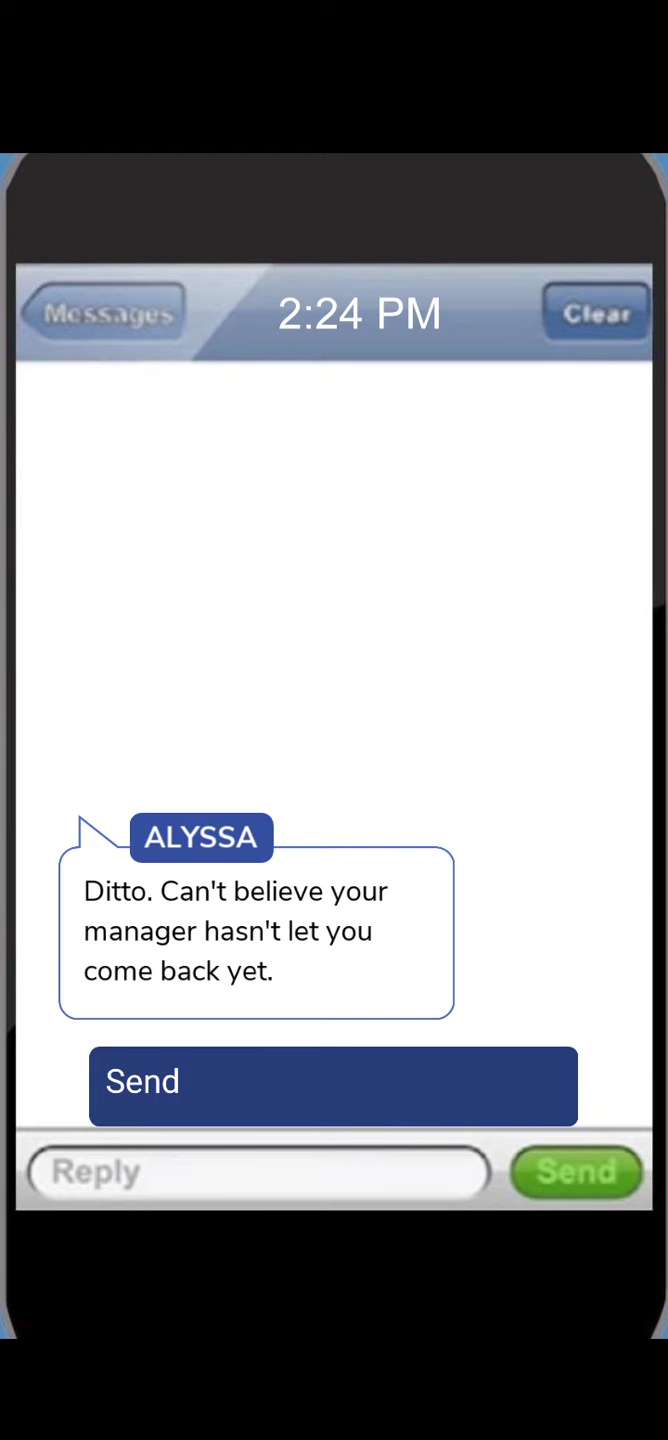 Messages
2:24 PM
Clear
ALYSSA
Ditto. Can't believe your
manager hasn't let you
come back yet.
Send
Reply
Send